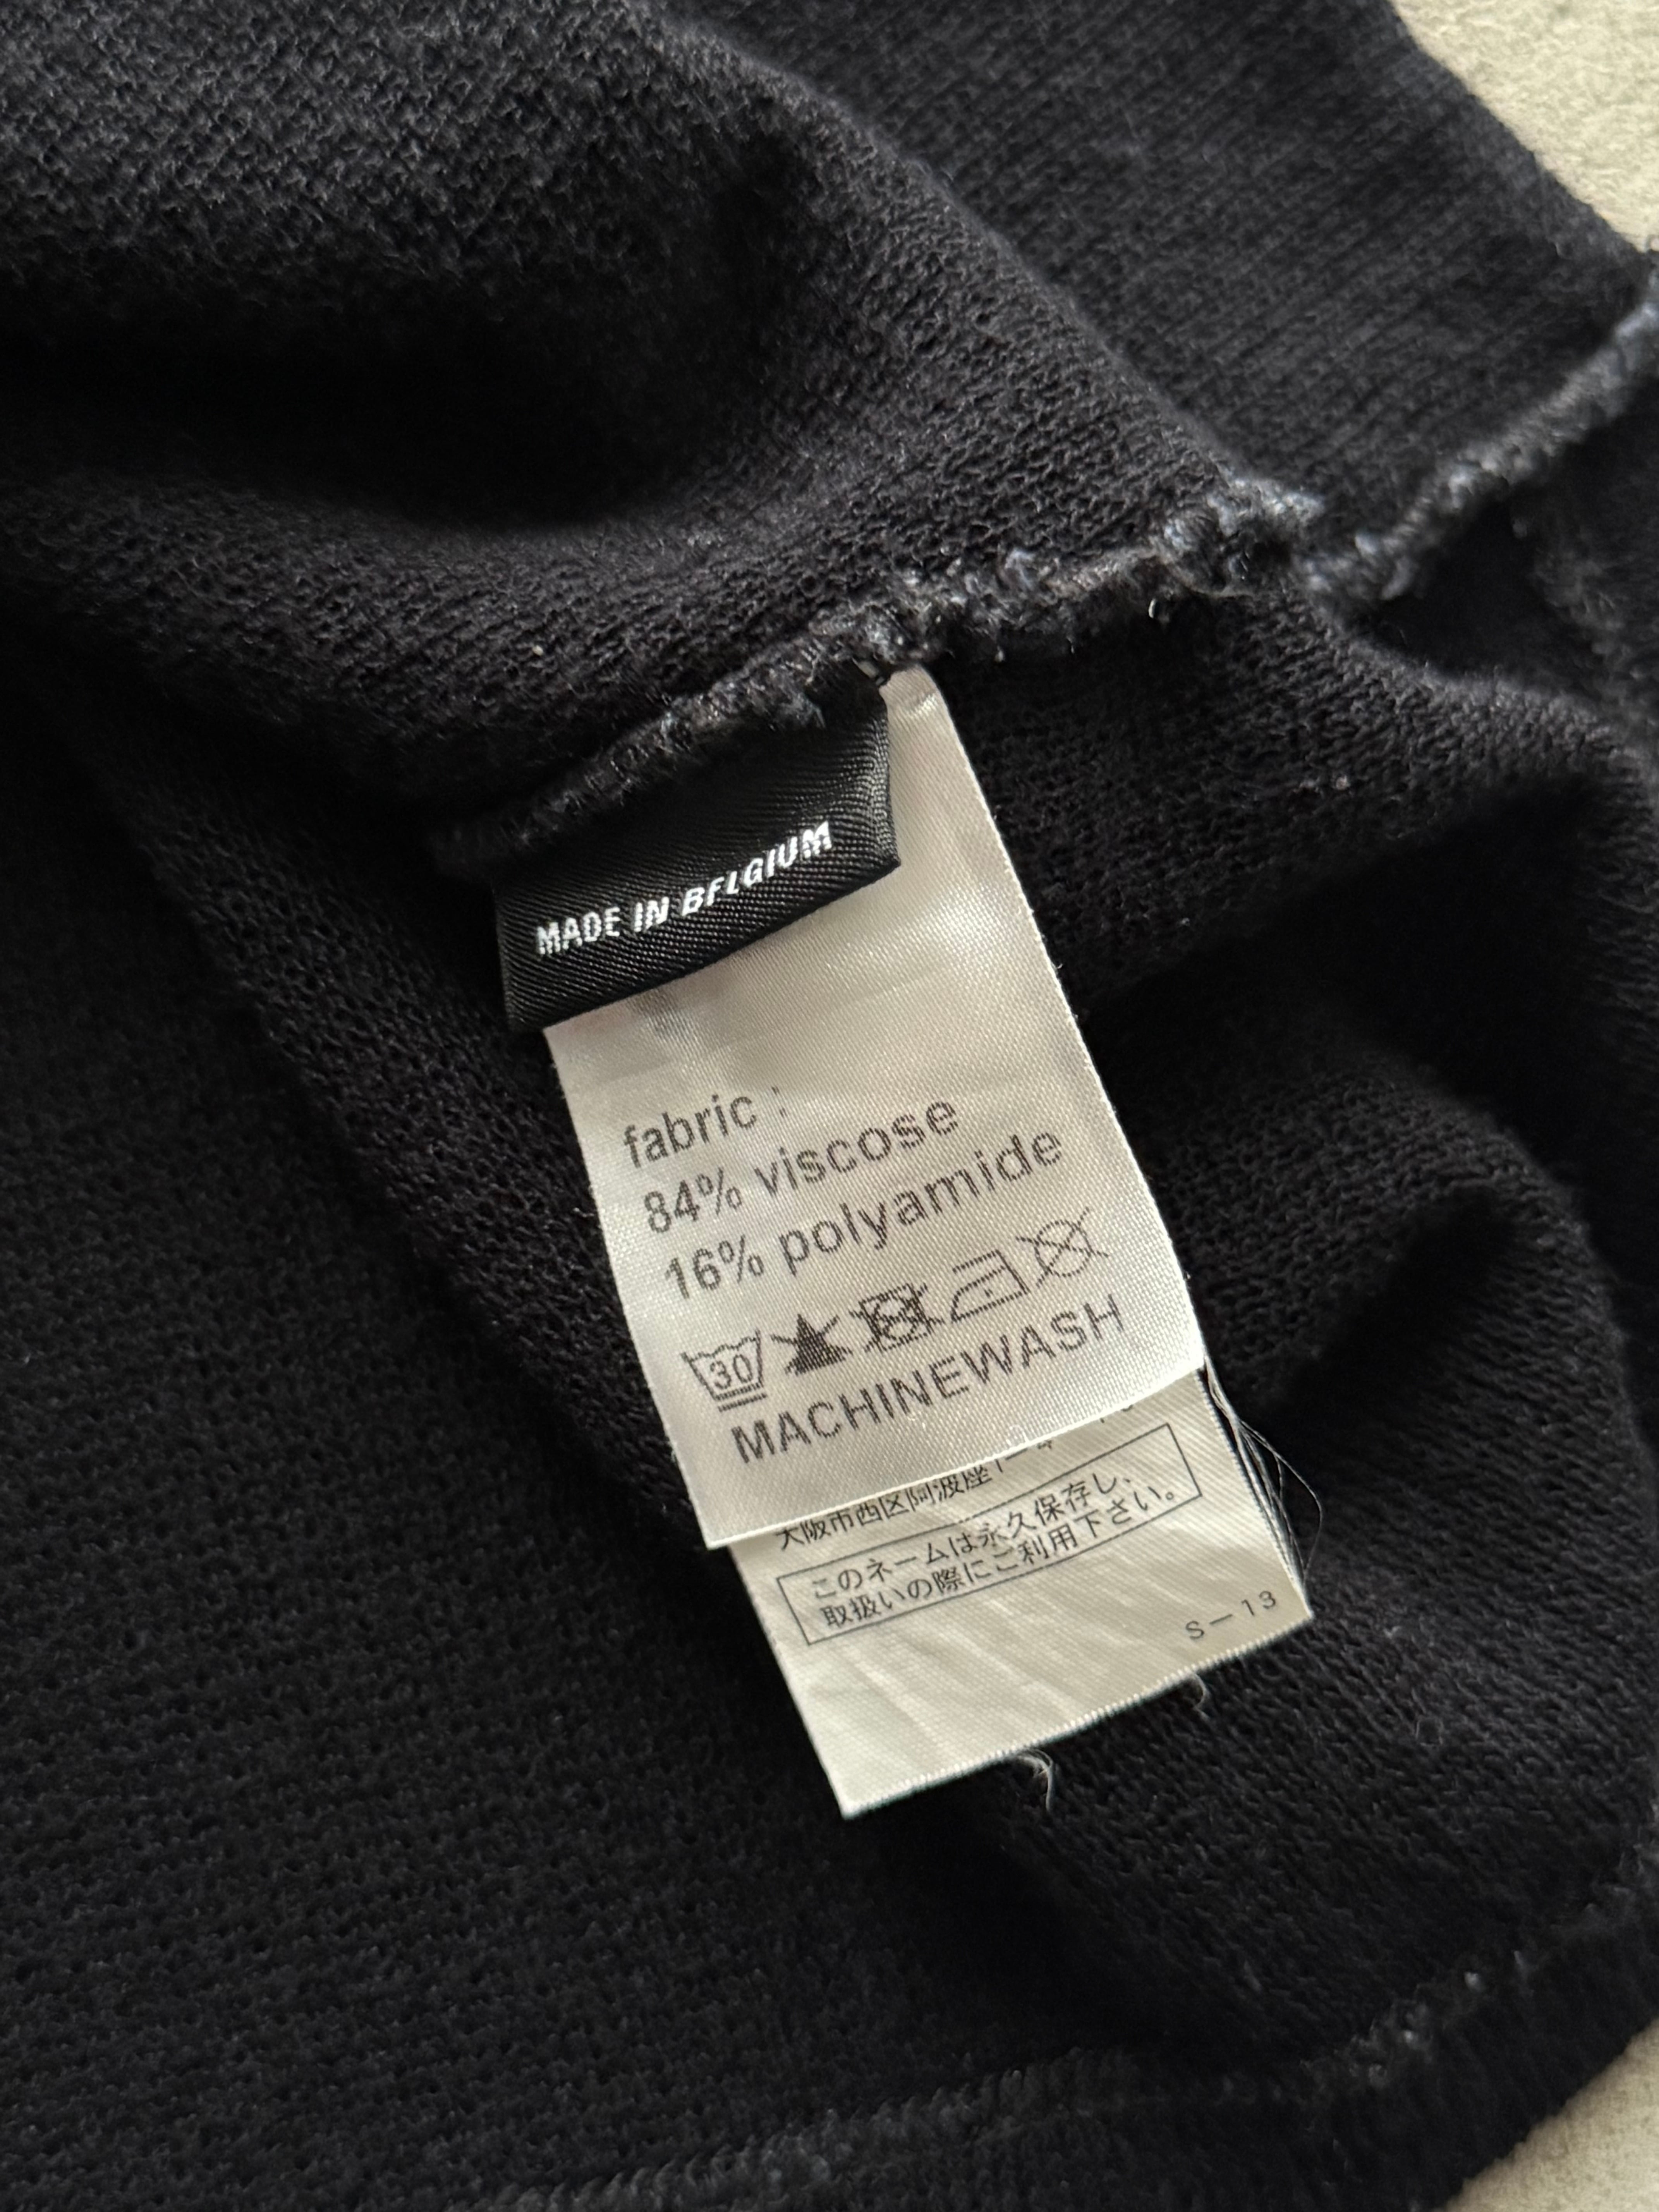 MADE IN BELGIUM
fabric :
84% viscose
16% polyamide
30
MACHINEWASH
大阪市西区阿波座1-4
このネームは永久保存し、
取扱いの際にご利用下さい。
S-13